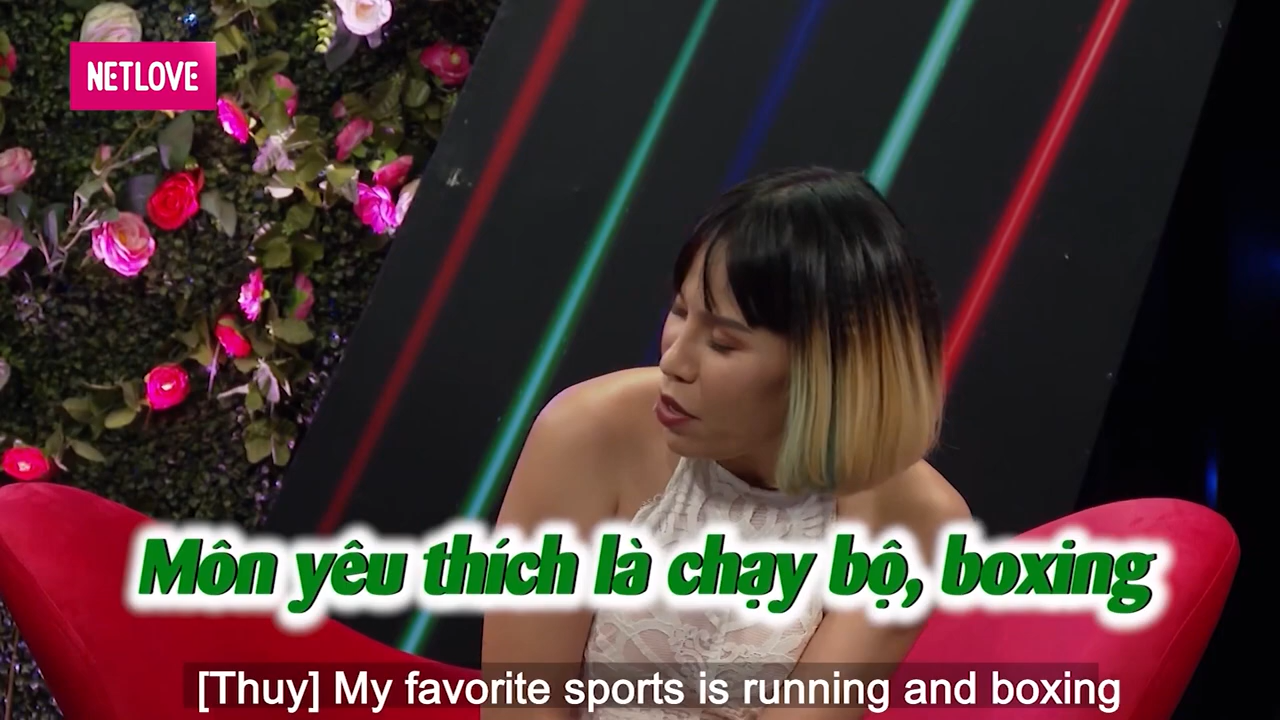 NETLOVE
Môn yêu thích là chạy bộ, boxing
[Thuy] My favorite sports is running and boxing